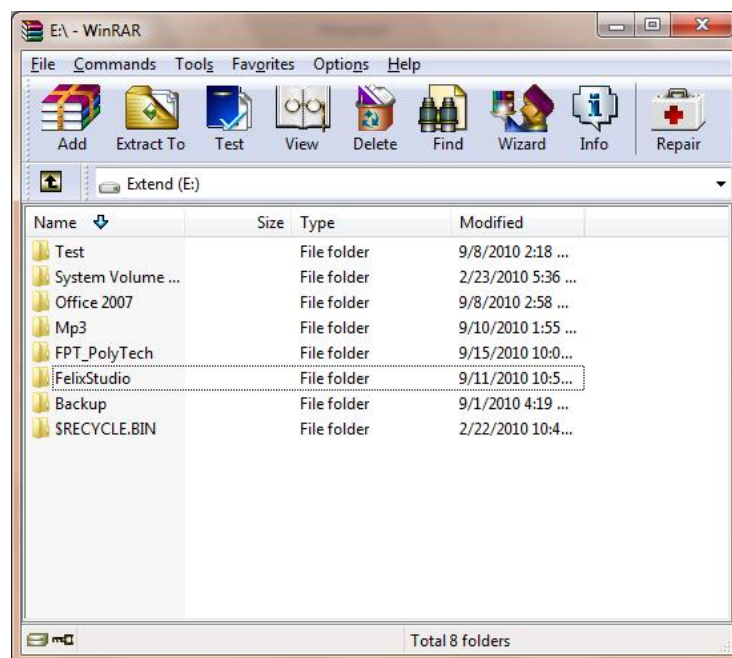 E:\ - WinRAR
File Commands Tools Favorites Options Help
Add Extract To Test View Delete Find Wizard Info Repair
Extend (E:)
Name Size Type Modified
Test File folder 9/8/2010 2:18 ...
System Volume ... File folder 2/23/2010 5:36 ...
Office 2007 File folder 9/8/2010 2:58 ...
Mp3 File folder 9/10/2010 1:55 ...
FPT_PolyTech File folder 9/15/2010 10:0...
FelixStudio File folder 9/11/2010 10:5...
Backup File folder 9/1/2010 4:19 ...
$RECYCLE.BIN File folder 2/22/2010 10:4...
Total 8 folders